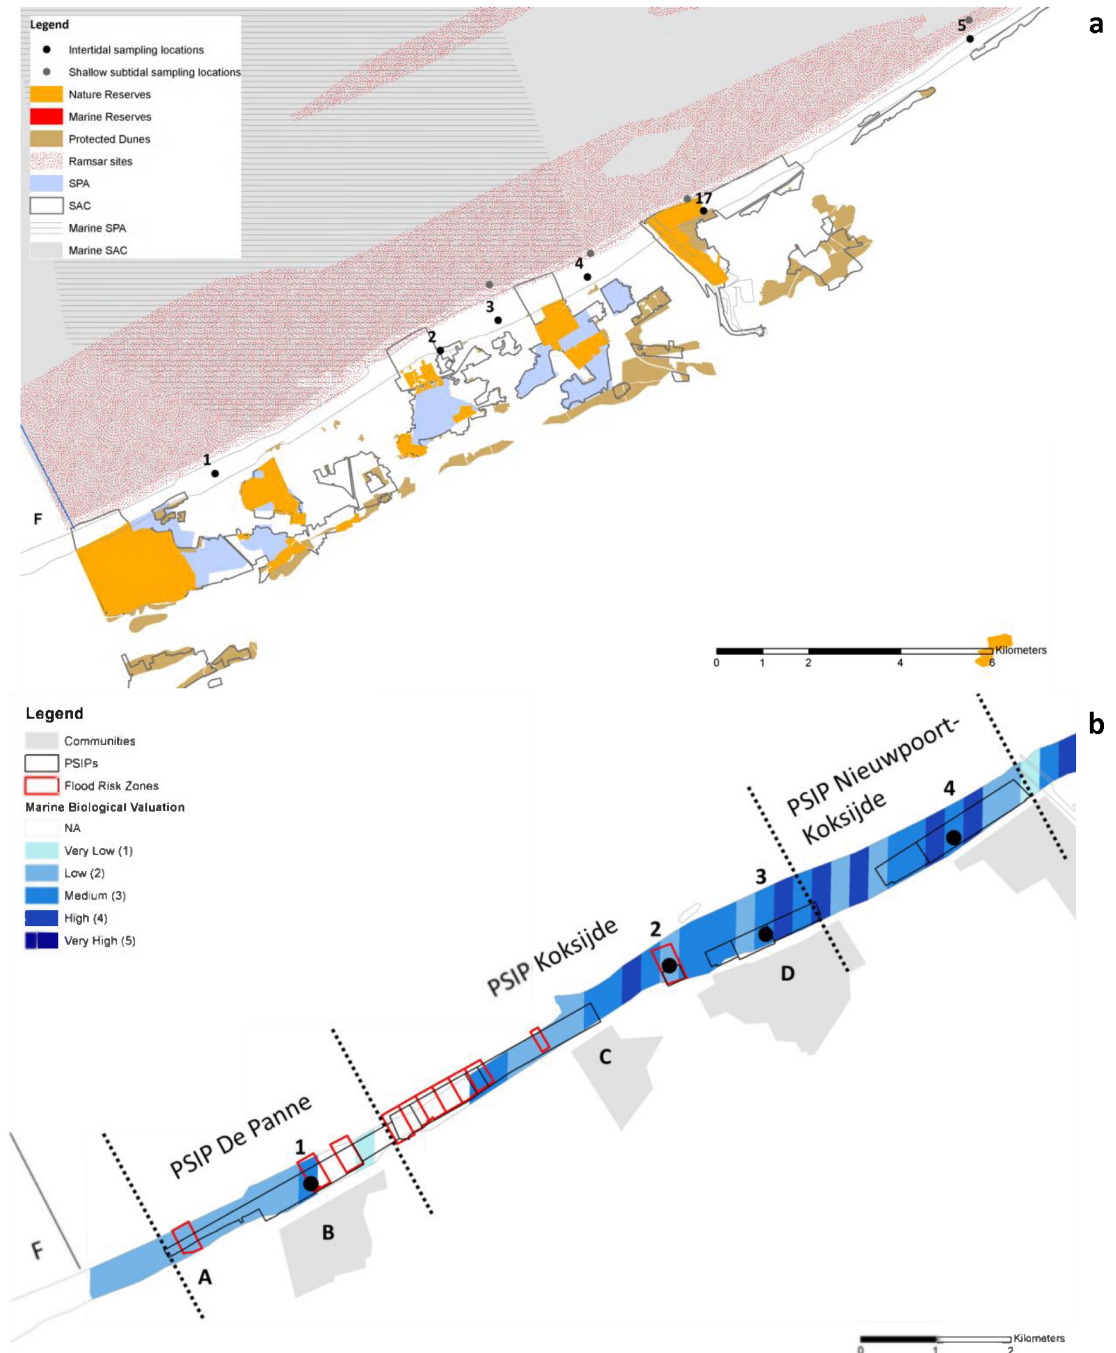 a
Legend
Intertidal sampling locations
Shallow subtidal sampling locations
Nature Reserves
Marine Reserves
Protected Dunes
Ramsar sites
SPA
SAC
Marine SPA
Marine SAC
5
17
4
3
2
1
F
0 1 2 4 6 Kilometers
b
Legend
Communities
PSIPs
Flood Risk Zones
Marine Biological Valuation
NA
Very Low (1)
Low (2)
Medium (3)
High (4)
Very High (5)
PSIP Nieuwpoort-
Koksijde
4
3
PSIP Koksijde
2
D
C
PSIP De Panne
1
B
F
A
0 1 2 Kilometers